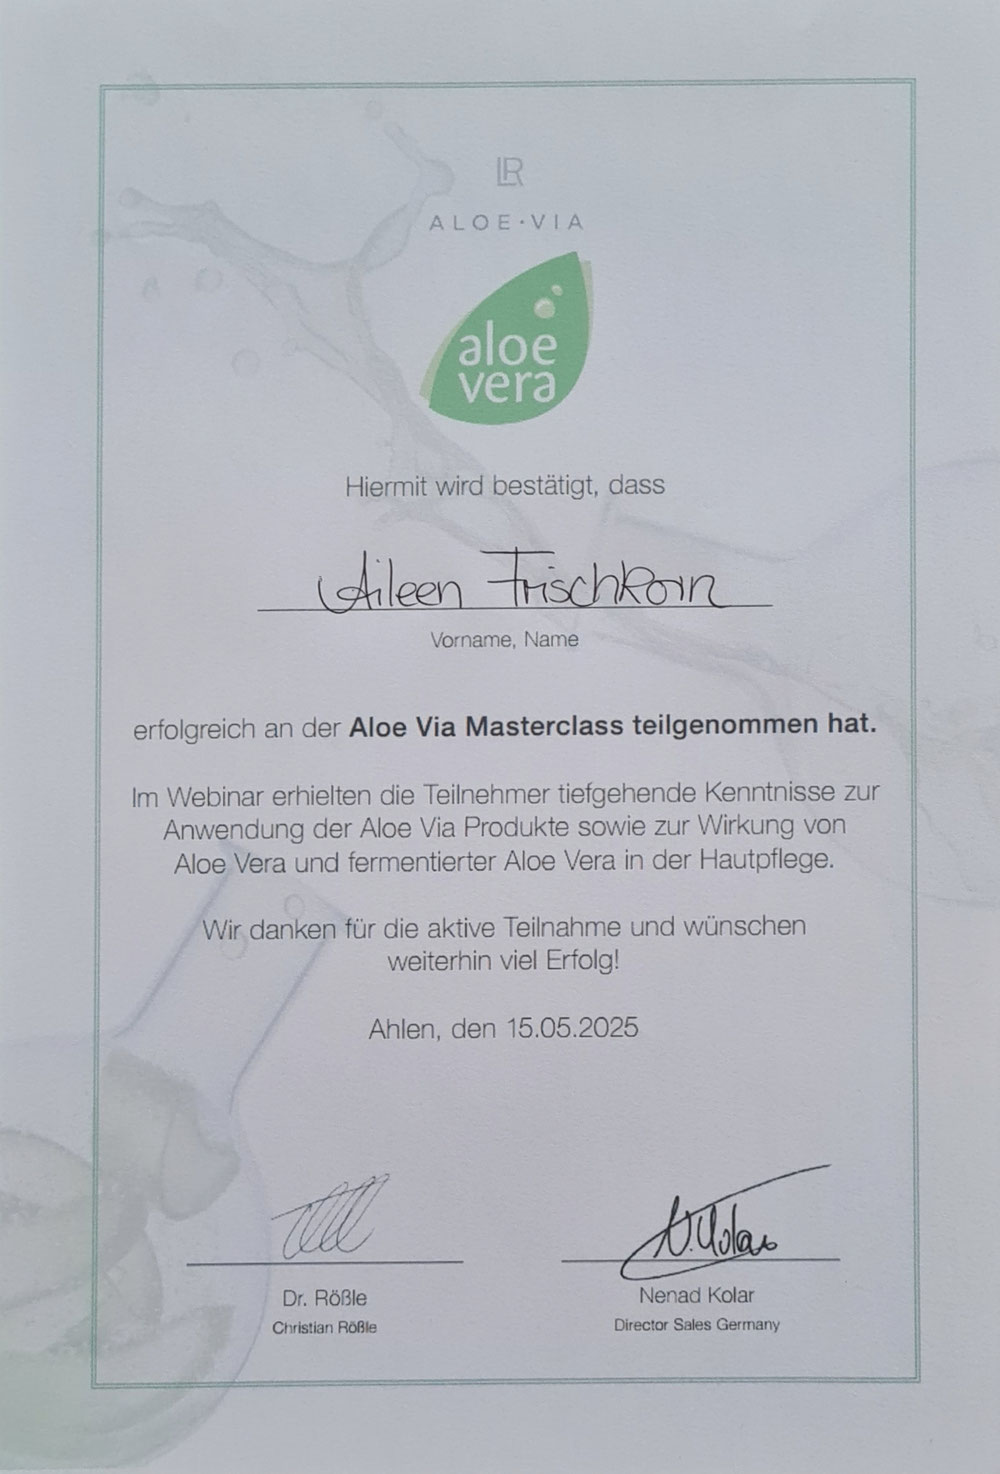 LR
ALOE·VIA
aloe
vera
Hiermit wird bestätigt, dass
Aileen Frischkorn
Vorname, Name
erfolgreich an der Aloe Via Masterclass teilgenommen hat.
Im Webinar erhielten die Teilnehmer tiefgehende Kenntnisse zur
Anwendung der Aloe Via Produkte sowie zur Wirkung von
Aloe Vera und fermentierter Aloe Vera in der Hautpflege.
Wir danken für die aktive Teilnahme und wünschen
weiterhin viel Erfolg!
Ahlen, den 15.05.2025
N. Kolar
Dr. Rößle
Christian Rößle
Nenad Kolar
Director Sales Germany